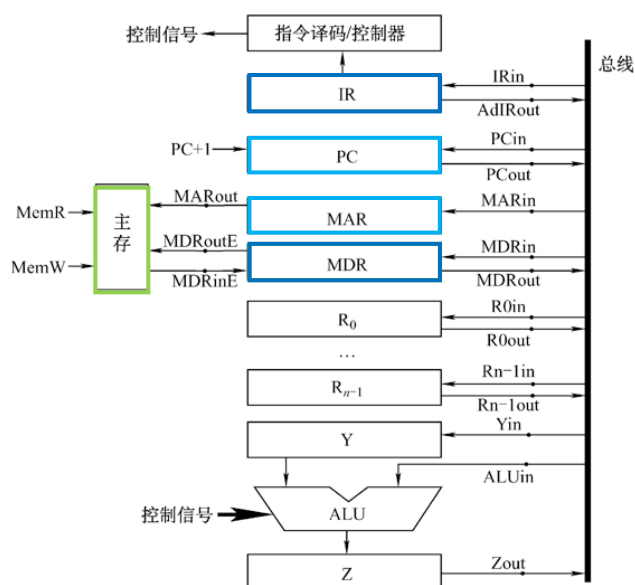 控制信号
指令译码/控制器
总线
IR
IRin
AdIRout
PC+1
PC
PCin
PCout
MARout
MAR
MARin
MemR
主存
MDRoutE
MDR
MDRin
MemW
MDRinE
MDRout
R₀
R0in
R0out
…
Rₙ₋₁
Rn-1in
Rn-1out
Y
Yin
ALUin
控制信号
ALU
Z
Zout